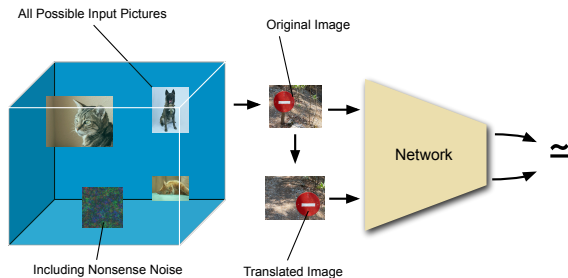 All Possible Input Pictures
Original Image
Network
≃
Including Nonsense Noise
Translated Image